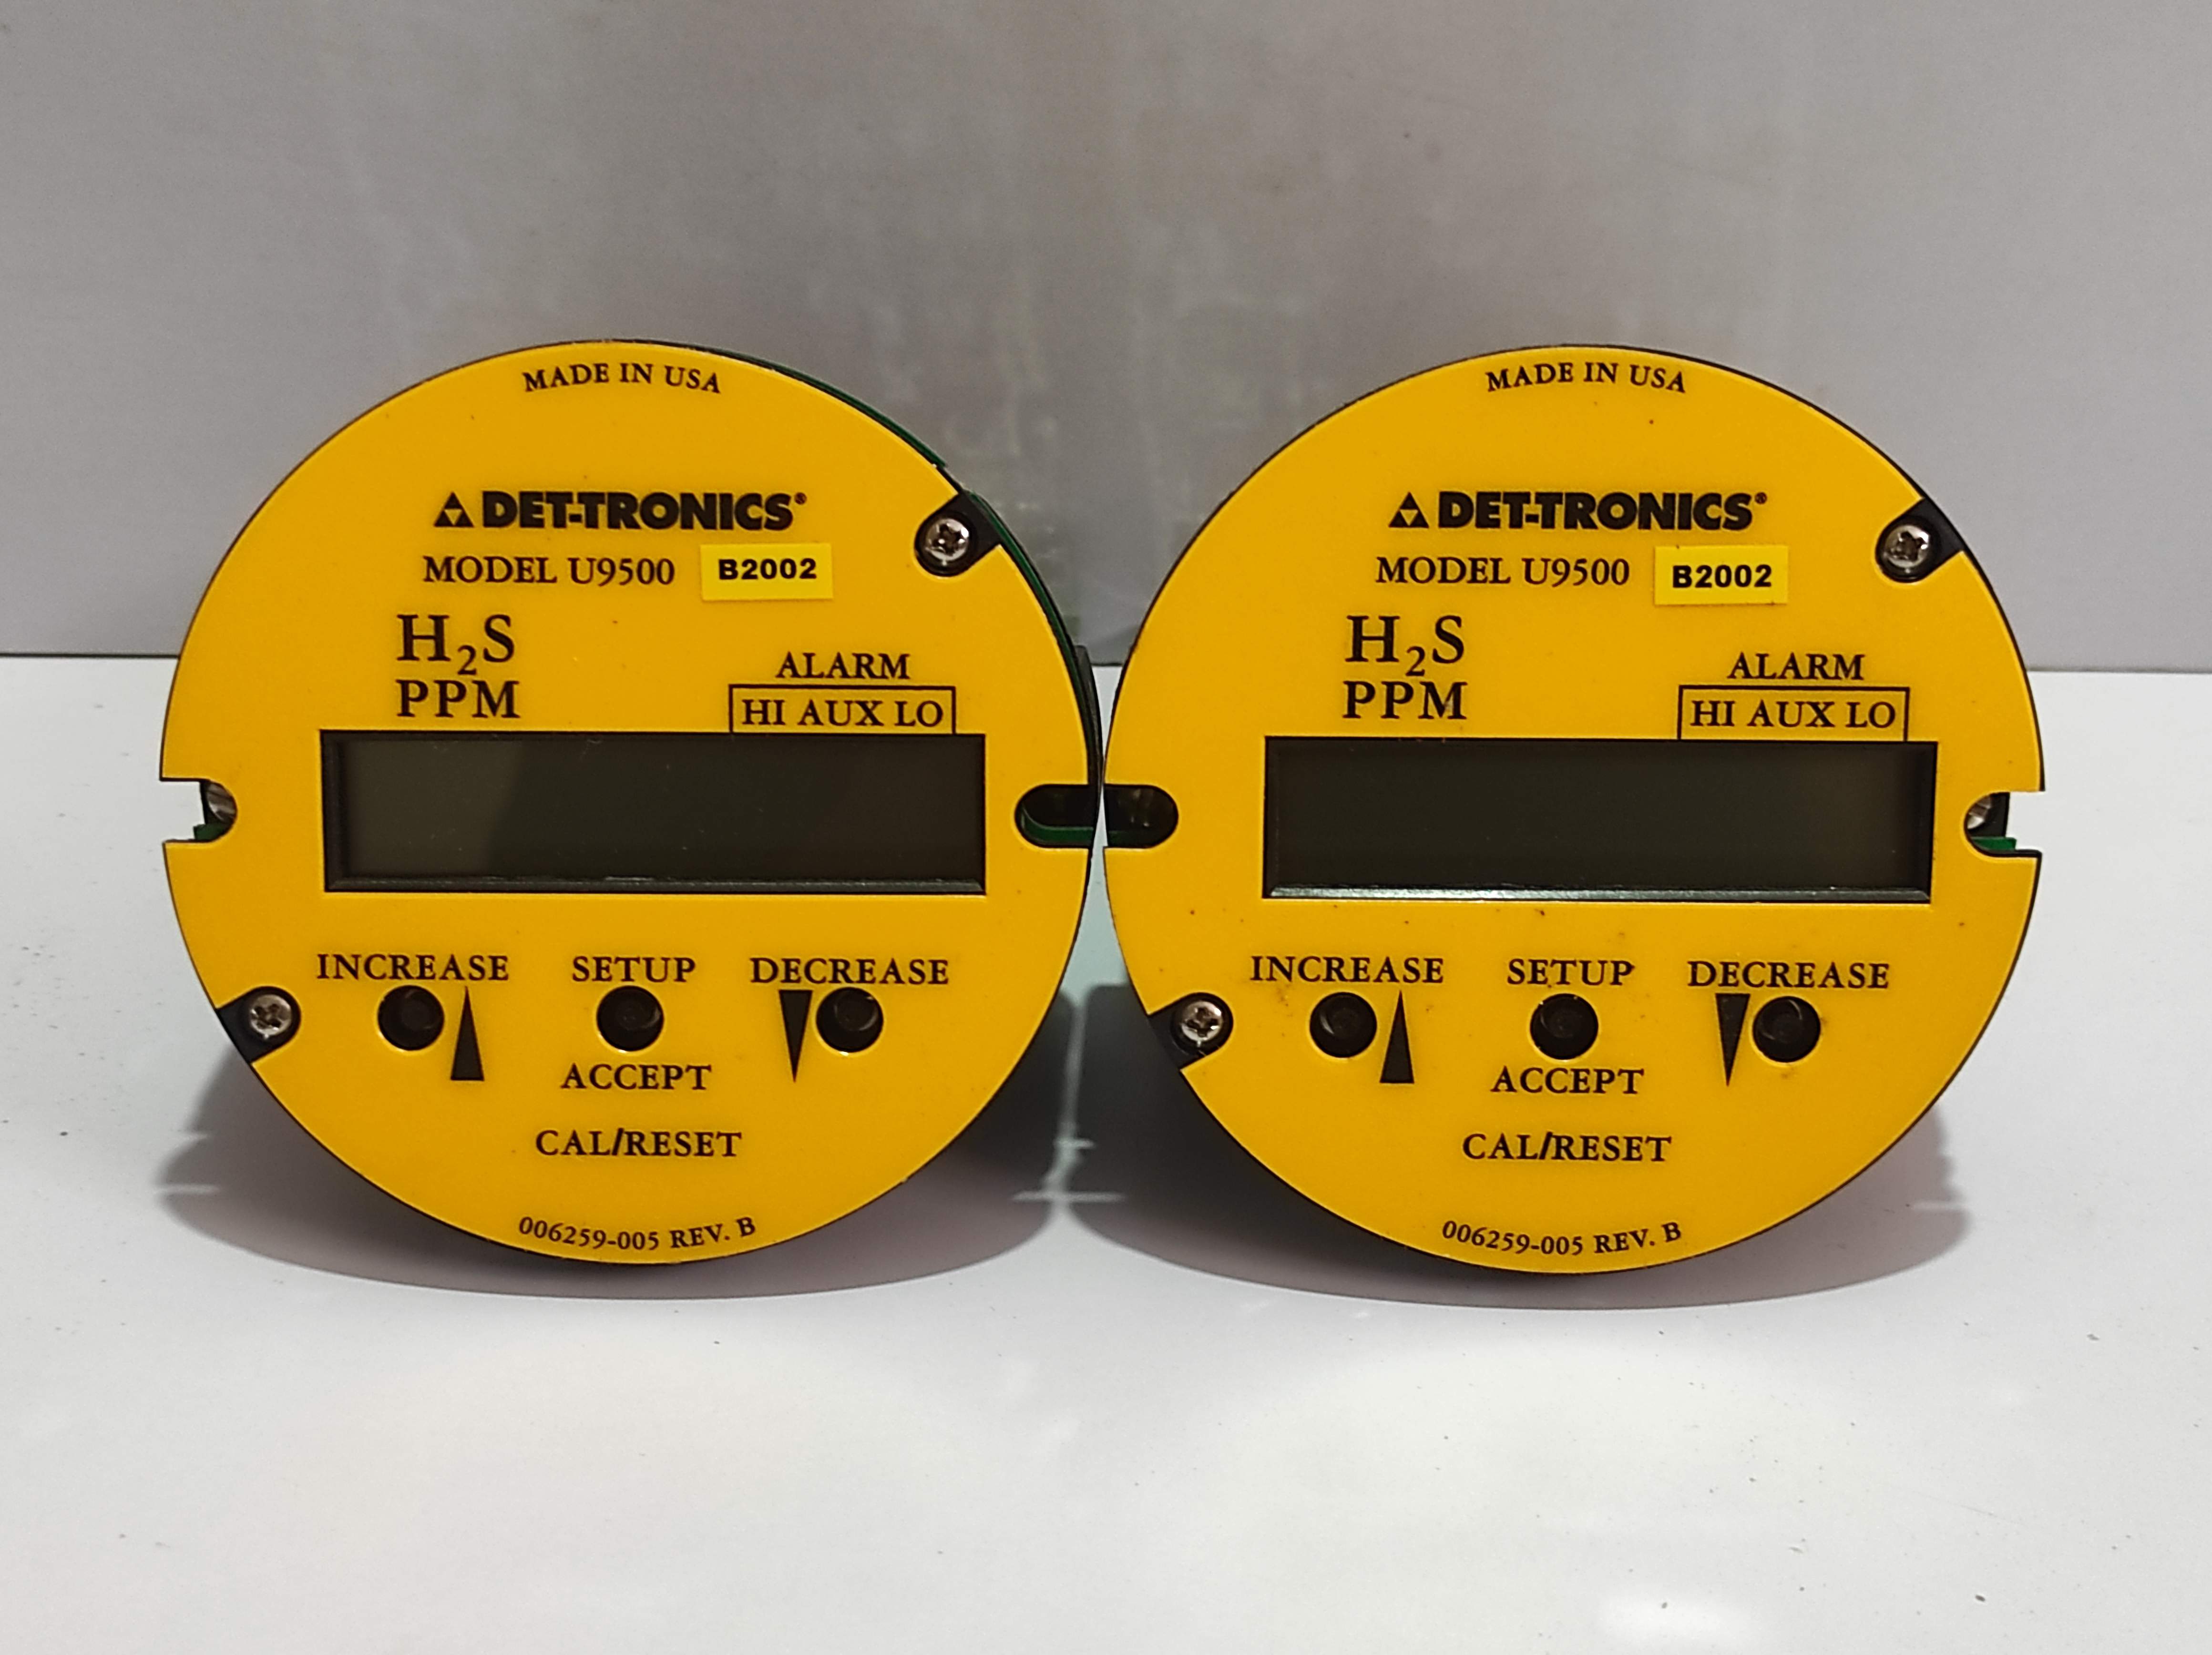 MADE IN USA
DET-TRONICS®
MODEL U9500 B2002
H₂S
PPM
ALARM
HI AUX LO
INCREASE SETUP DECREASE
ACCEPT
CAL/RESET
006259-005 REV. B
MADE IN USA
DET-TRONICS®
MODEL U9500 B2002
H₂S
PPM
ALARM
HI AUX LO
INCREASE SETUP DECREASE
ACCEPT
CAL/RESET
006259-005 REV. B